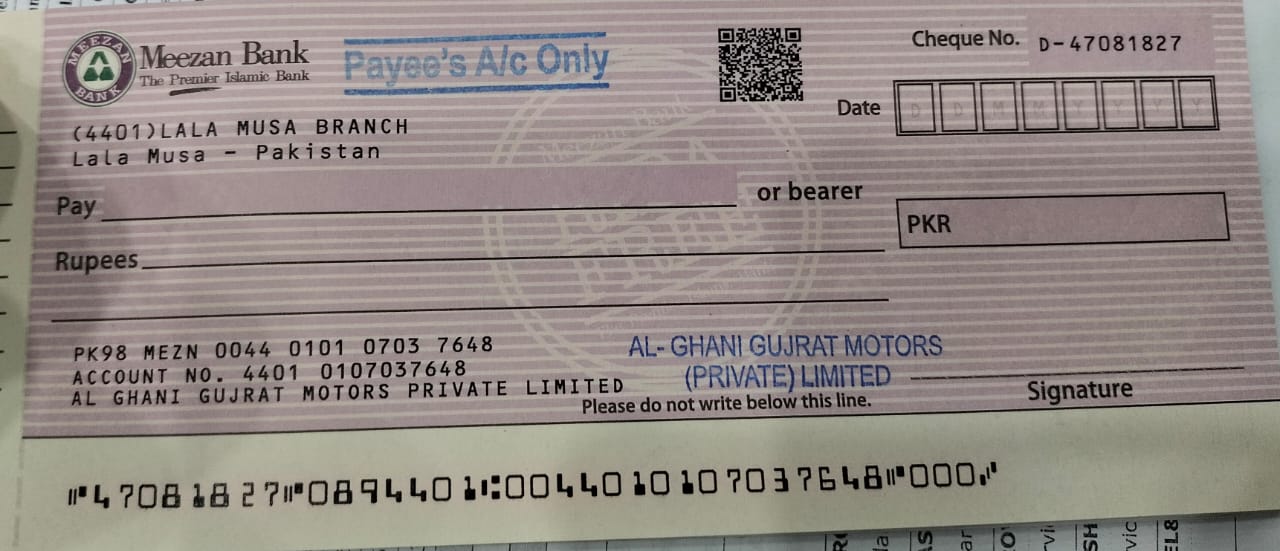 MEEZAN BANK
Meezan Bank
The Premier Islamic Bank
Payee's A/c Only
Cheque No. D-47081827
Date D D M M Y Y Y Y
(4401)LALA MUSA BRANCH
Lala Musa - Pakistan
Pay or bearer
PKR
Rupees
PK98 MEZN 0044 0101 0703 7648
ACCOUNT NO. 4401 0107037648
AL GHANI GUJRAT MOTORS PRIVATE LIMITED
AL- GHANI GUJRAT MOTORS
(PRIVATE) LIMITED
Signature
Please do not write below this line.
⑈47081827⑈0894401⑆0044010107037648⑈000⑇